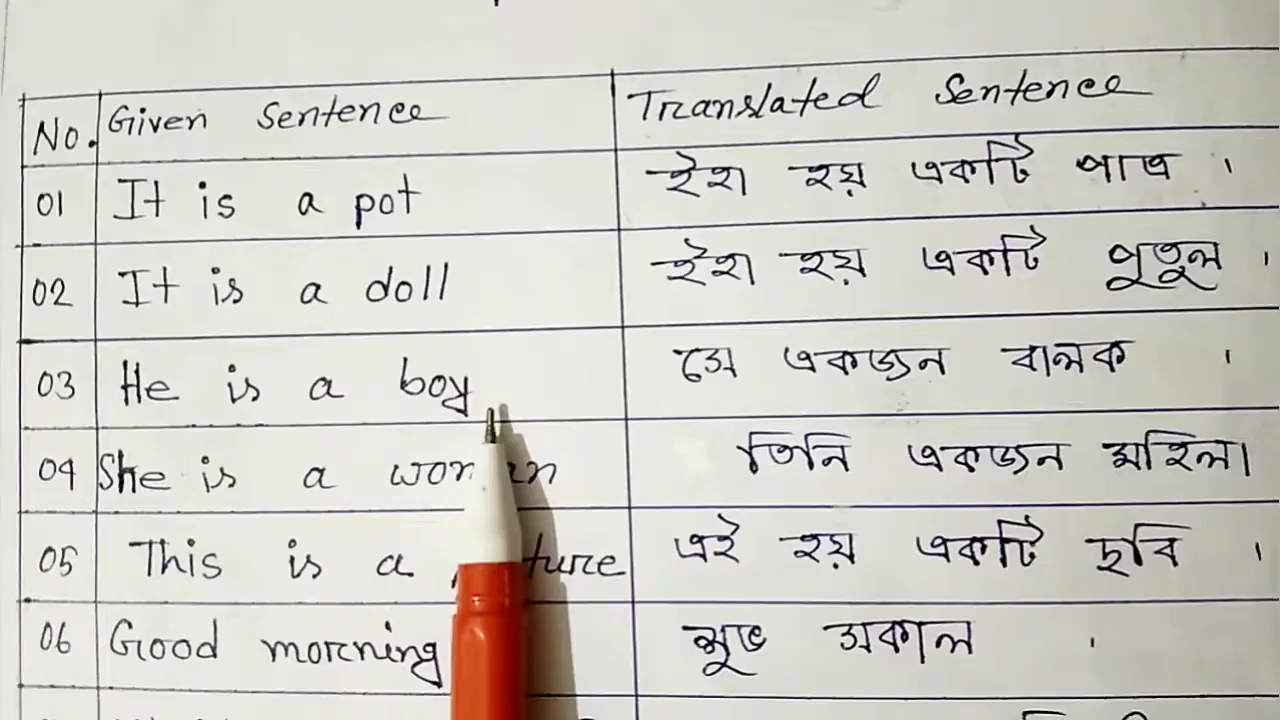 No. Given Sentence Translated Sentence
01 It is a pot ইহা হয় একটি পাত্র ।
02 It is a doll ইহা হয় একটি পুতুল ।
03 He is a boy সে একজন বালক ।
04 She is a তিনি একজন মহিলা
05 This is a এই হয় একটি ছবি ।
06 Good morning শুভ সকাল ।